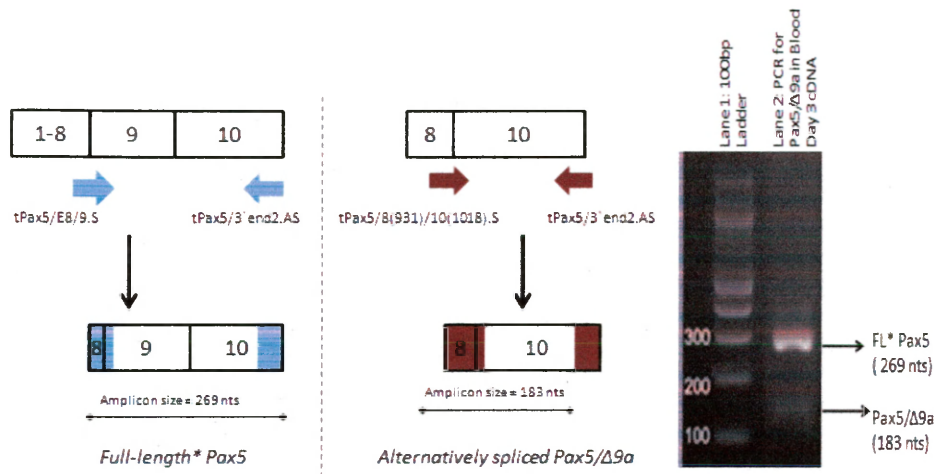 1-8
9
10
tPax5/E8/9.S
tPax5/3`end2.AS
8
9
10
Amplicon size = 269 nts
Full-length* Pax5
8
10
tPax5/8(931)/10(1018).S
tPax5/3`end2.AS
8
10
Amplicon size = 183 nts
Alternatively spliced Pax5/Δ9a
Lane 1: 100bp
Ladder
Lane 2: PCR for
Pax5/Δ9a in Blood
Day 3 cDNA
300
200
100
FL* Pax5
( 269 nts)
Pax5/Δ9a
(183 nts)